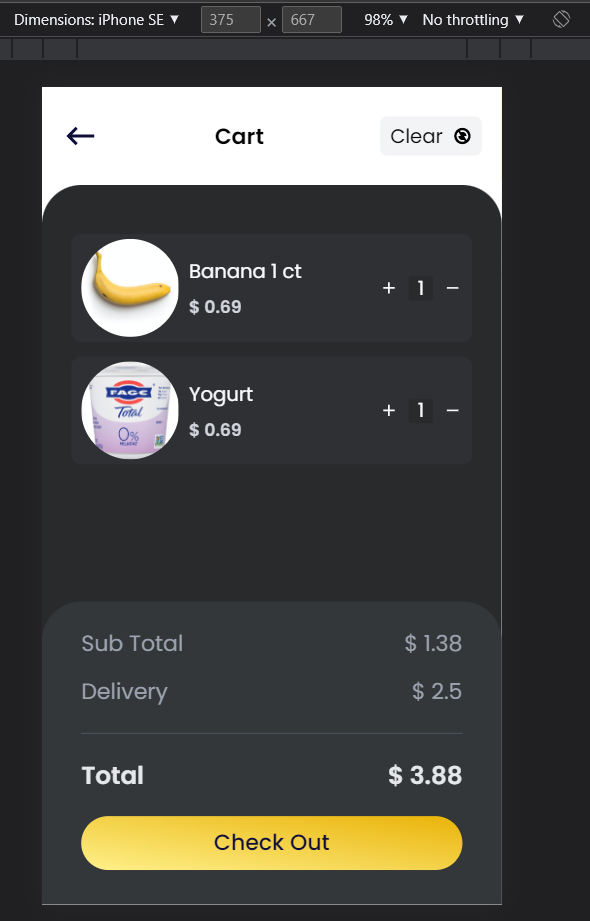 Dimensions: iPhone SE ▼ 375 × 667 98% ▼ No throttling ▼
Cart Clear
Banana 1 ct
$ 0.69
+ 1 −
FAGE
Total
0%
MILKFAT
Yogurt
$ 0.69
+ 1 −
Sub Total $ 1.38
Delivery $ 2.5
Total $ 3.88
Check Out